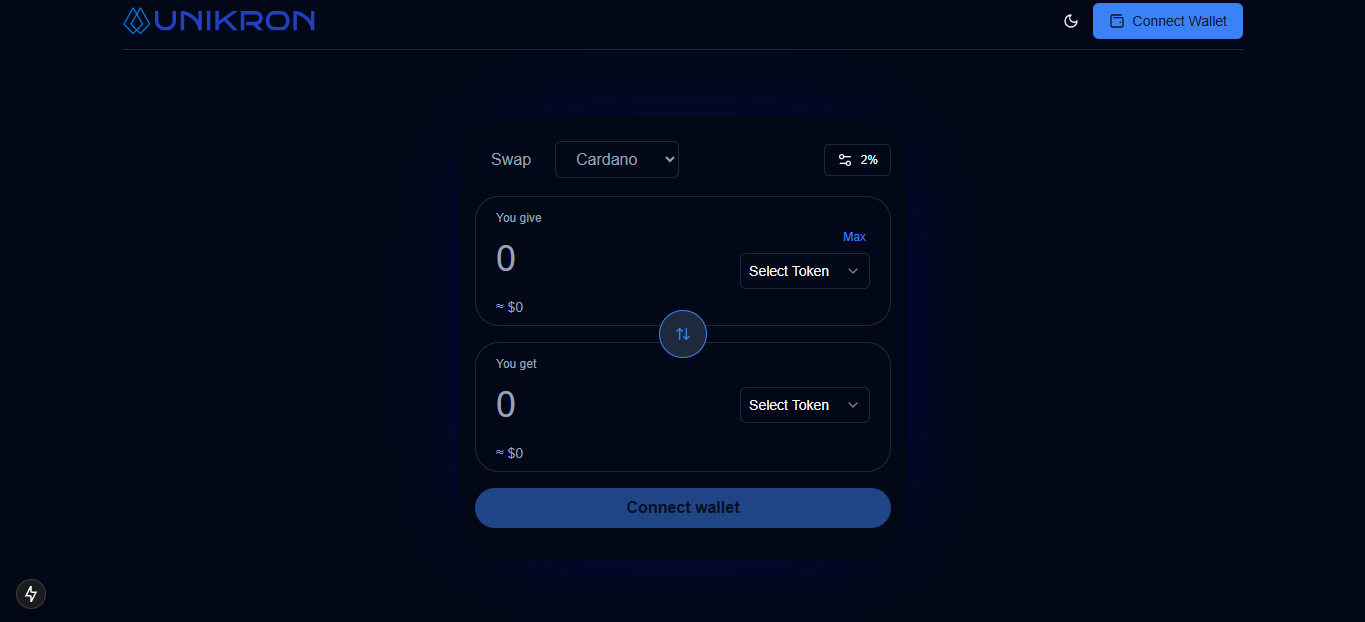 UNIKRON
Connect Wallet
Swap
Cardano
2%
You give
Max
0
Select Token
≈ $0
You get
0
Select Token
≈ $0
Connect wallet